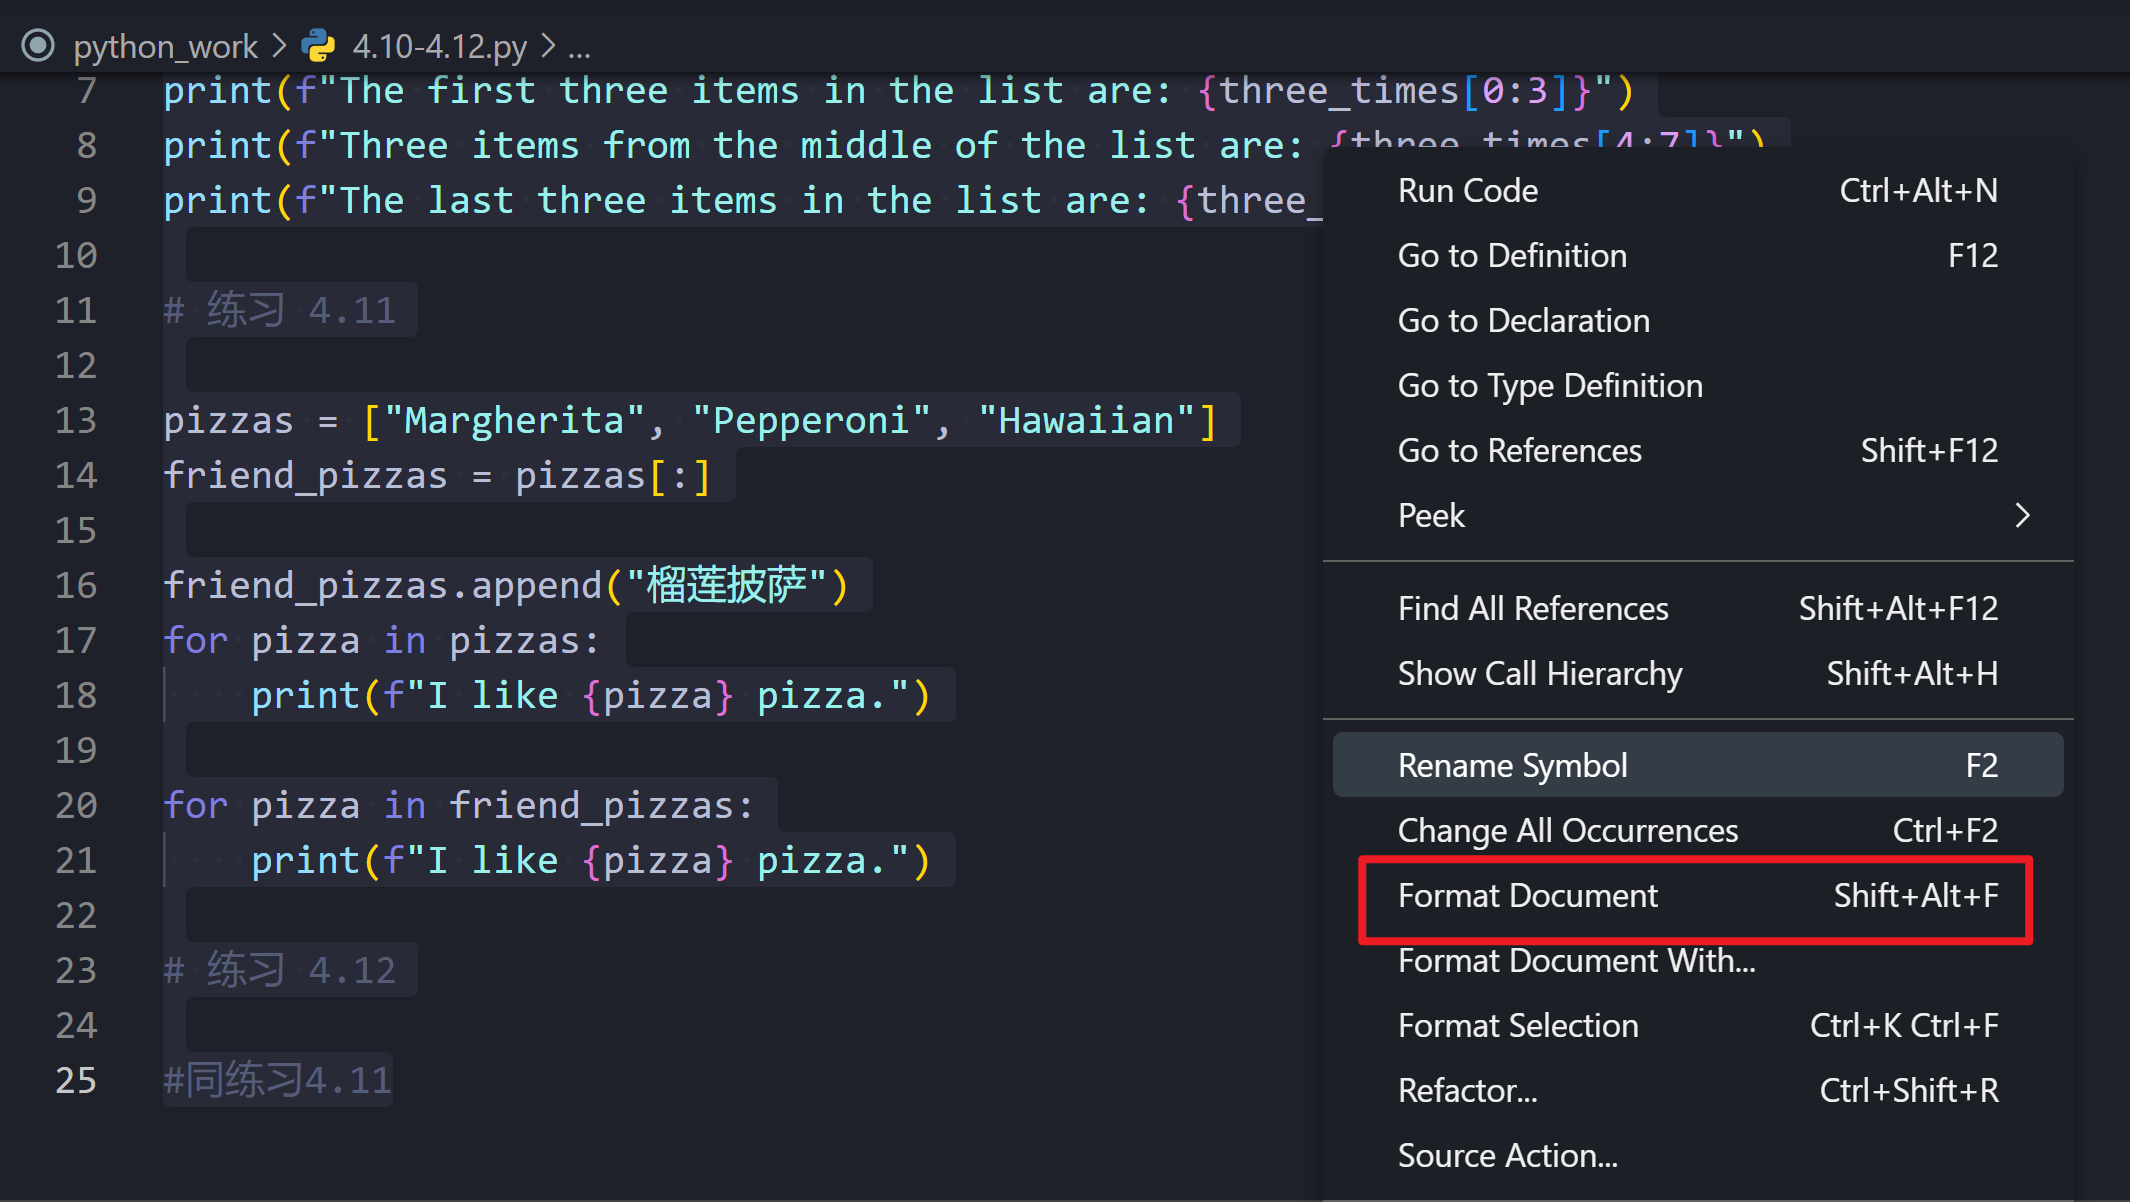 python_work > 4.10-4.12.py > ...
7 print(f"The first three items in the list are: {three_times[0:3]}")
8 print(f"Three items from the middle of the list are: {three_times[4:7]}")
9 print(f"The last three items in the list are: {three_
10
11 # 练习 4.11
12
13 pizzas = ["Margherita", "Pepperoni", "Hawaiian"]
14 friend_pizzas = pizzas[:]
15
16 friend_pizzas.append("榴莲披萨")
17 for pizza in pizzas:
18 print(f"I like {pizza} pizza.")
19
20 for pizza in friend_pizzas:
21 print(f"I like {pizza} pizza.")
22
23 # 练习 4.12
24
25 #同练习4.11
Run Code Ctrl+Alt+N
Go to Definition F12
Go to Declaration
Go to Type Definition
Go to References Shift+F12
Peek >
Find All References Shift+Alt+F12
Show Call Hierarchy Shift+Alt+H
Rename Symbol F2
Change All Occurrences Ctrl+F2
Format Document Shift+Alt+F
Format Document With...
Format Selection Ctrl+K Ctrl+F
Refactor... Ctrl+Shift+R
Source Action...